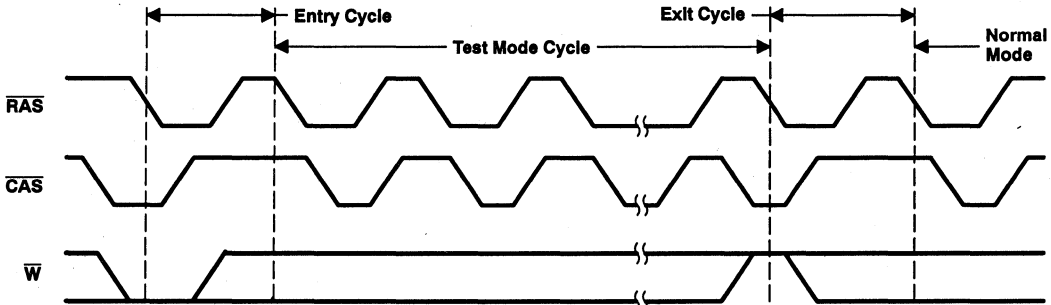 Entry Cycle
Exit Cycle
Test Mode Cycle
Normal
Mode
RAS
CAS
W